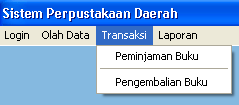 Sistem Perpustakaan Daerah
Login Olah Data Transaksi Laporan
Peminjaman Buku
Pengembalian Buku